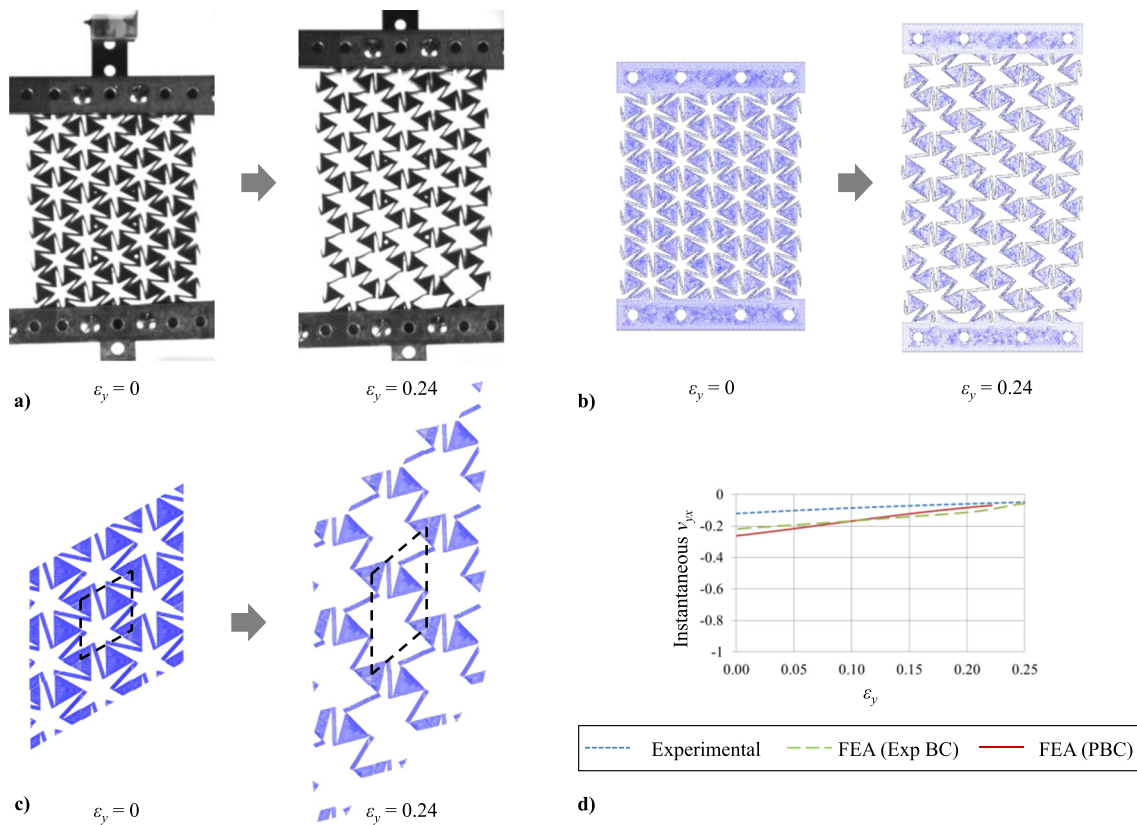 εy = 0
εy = 0.24
a)
εy = 0
εy = 0.24
b)
εy = 0
εy = 0.24
c)
0
-0.2
-0.4
-0.6
-0.8
-1
Instantaneous νyx
0.00 0.05 0.10 0.15 0.20 0.25
εy
Experimental FEA (Exp BC) FEA (PBC)
d)